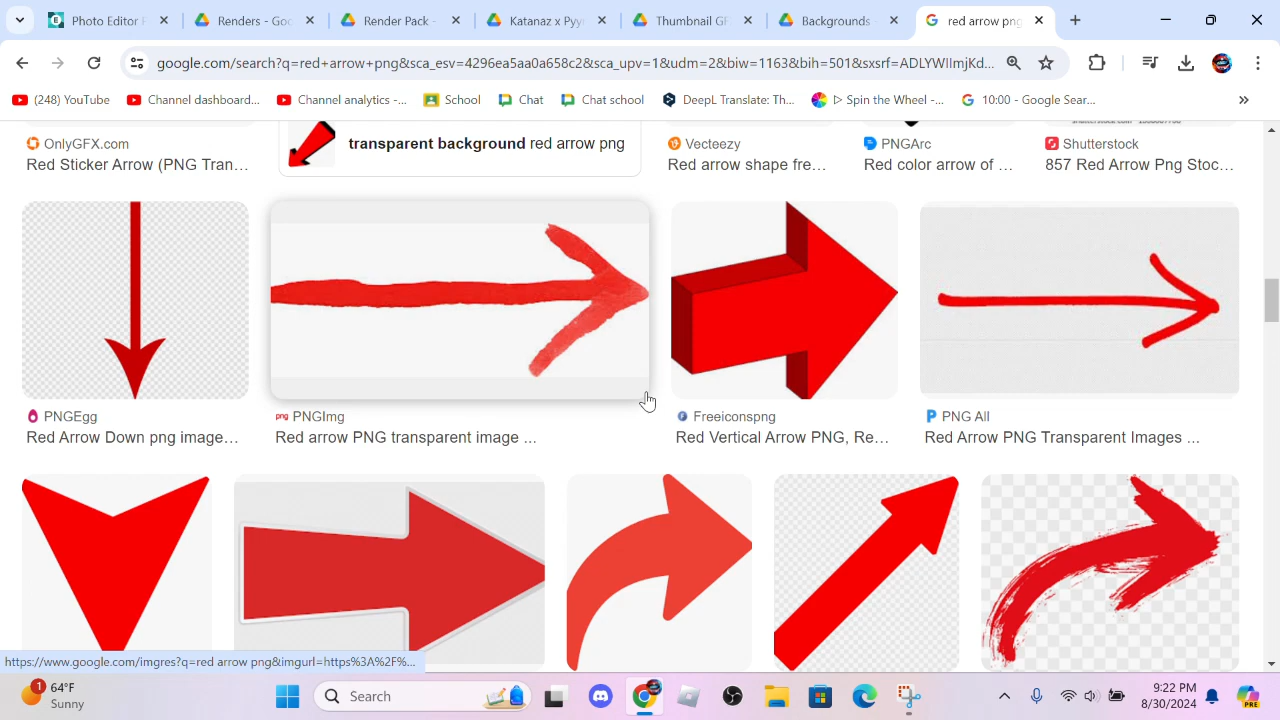 Photo Editor
Renders - Goo
Render Pack -
Katanaz x Pyy
Thumbnail GF
Backgrounds -
red arrow png
google.com/search?q=red+arrow+png&sca_esv=4236ea5da0a658c2&sca_upv=1&udm=2&biw=1163&bih=501&sxsrf=ADLYWIImjKd...
(248) YouTube
Channel dashboard...
Channel analytics -...
School
Chat
Chat school
DeepL Translate: Th...
▷ Spin the Wheel -...
10:00 - Google Sear...
»
OnlyGFX.com
Red Sticker Arrow (PNG Tran...
transparent background red arrow png
Vecteezy
Red arrow shape fre...
PNGArc
Red color arrow of ...
Shutterstock
857 Red Arrow Png Stoc...
PNGEgg
Red Arrow Down png image...
png PNGImg
Red arrow PNG transparent image ...
Freeiconspng
Red Vertical Arrow PNG, Re...
PNG All
Red Arrow PNG Transparent Images ...
https://www.google.com/imgres?q=red arrow png&imgurl=https%3A%2F%...
1
64°F
Sunny
Search
PRE
9:22 PM
8/30/2024